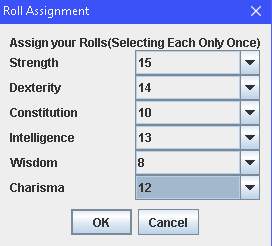 Roll Assignment
Assign your Rolls(Selecting Each Only Once)
Strength 15
Dexterity 14
Constitution 10
Intelligence 13
Wisdom 8
Charisma 12
OK Cancel